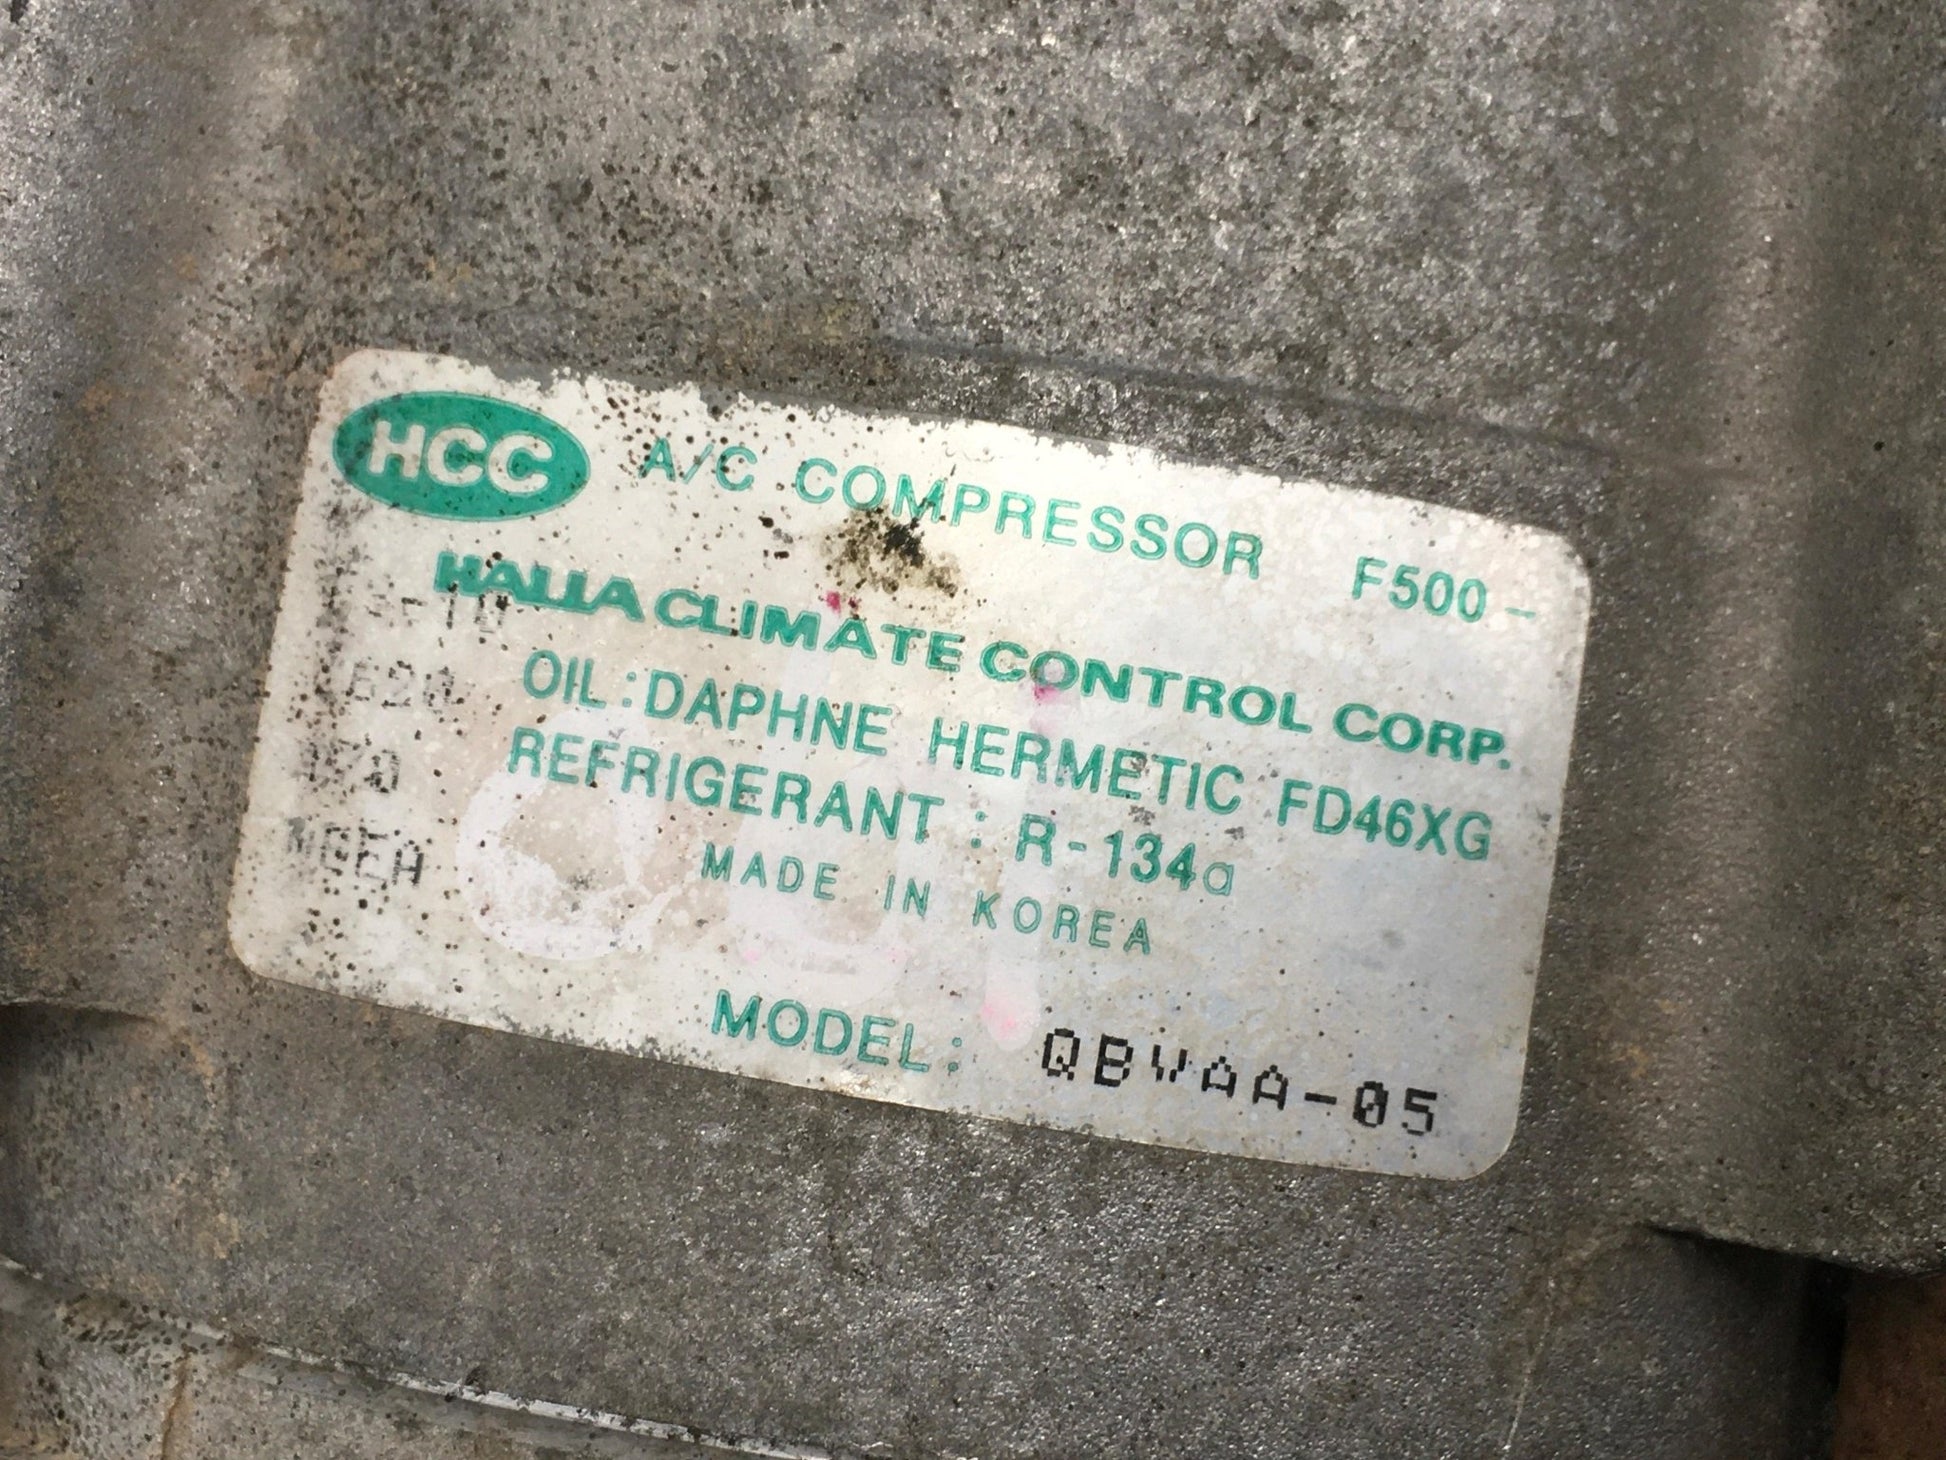 HCC A/C COMPRESSOR F500-
HALLA CLIMATE CONTROL CORP.
OIL:DAPHNE HERMETIC FD46XG
REFRIGERANT : R-134a
MADE IN KOREA
MODEL: QBVAA-05